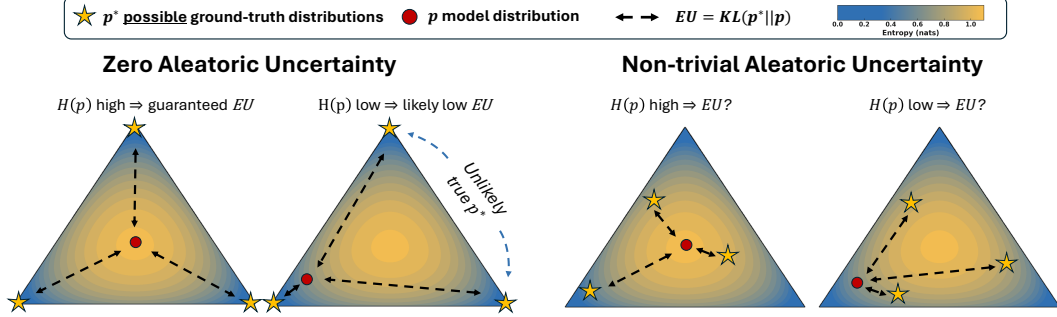 p* possible ground-truth distributions
p model distribution
EU = KL(p*||p)
0.0 0.2 0.4 0.6 0.8 1.0
Entropy (nats)
Zero Aleatoric Uncertainty
Non-trivial Aleatoric Uncertainty
H(p) high ⇒ guaranteed EU
H(p) low ⇒ likely low EU
H(p) high ⇒ EU?
H(p) low ⇒ EU?
Unlikely
true p*